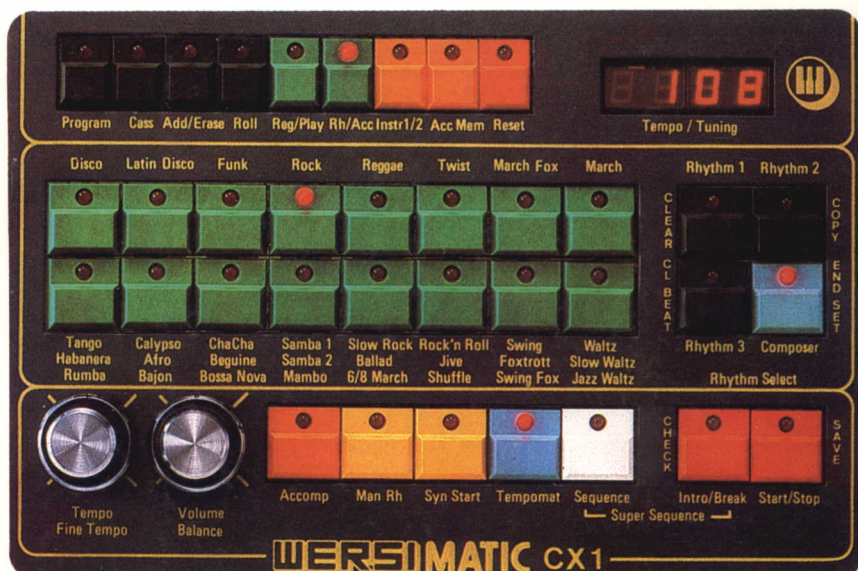 108
Program Cass Add/Erase Roll Reg/Play Rh/Acc Instr1/2 Acc Mem Reset
Tempo / Tuning
Disco Latin Disco Funk Rock Reggae Twist March Fox March
Rhythm 1 Rhythm 2
CLEAR
COPY
CL BEAT
END SET
Tango Calypso ChaCha Samba 1 Slow Rock Rock'n Roll Swing Waltz
Habanera Afro Beguine Samba 2 Ballad Jive Foxtrott Slow Waltz
Rumba Bajon Bossa Nova Mambo 6/8 March Shuffle Swing Fox Jazz Waltz
Rhythm 3 Composer
Rhythm Select
CHECK
SAVE
Accomp Man Rh Syn Start Tempomat Sequence Intro/Break Start/Stop
Super Sequence
Tempo Volume
Fine Tempo Balance
WERSIMATIC CX1